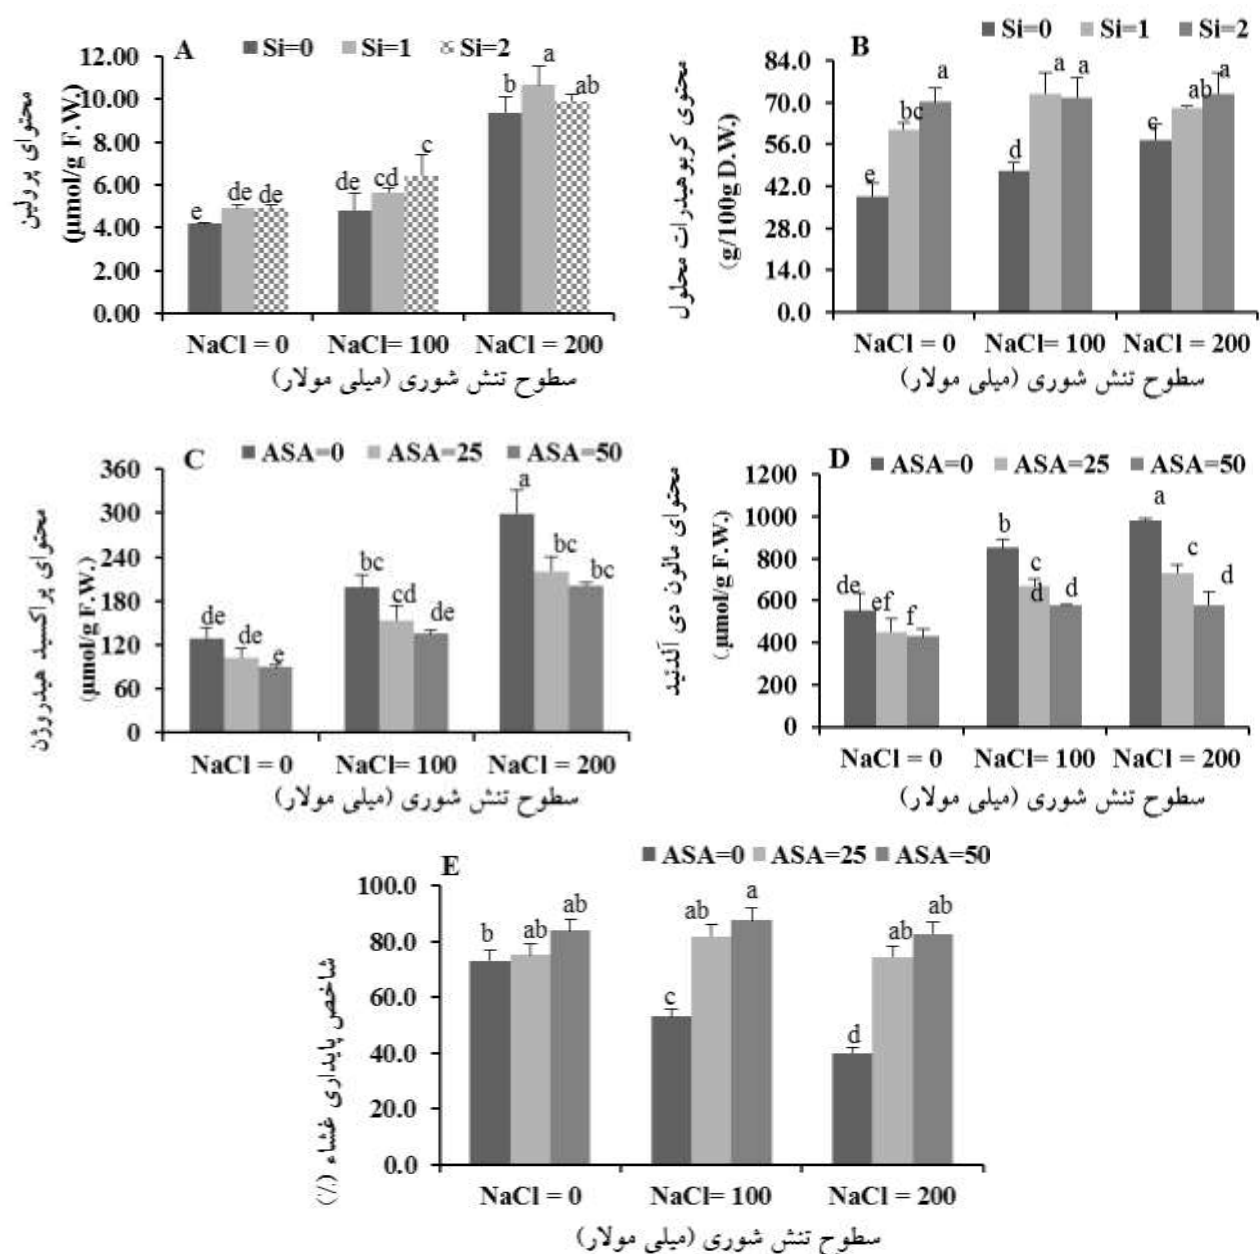 A
Si=0 Si=1 Si=2
محتوای پرولین
(µmol/g F.W.)
12.00
10.00
8.00
6.00
4.00
2.00
0.00
e de de
de cd c
b a ab
NaCl = 0 NaCl= 100 NaCl = 200
سطوح تنش شوری (میلی مولار)
B
Si=0 Si=1 Si=2
محتوی کربوهیدرات محلول
(g/100g D.W.)
84.0
70.0
56.0
42.0
28.0
14.0
0.0
e bc a
d a a
c ab a
NaCl = 0 NaCl= 100 NaCl = 200
سطوح تنش شوری (میلی مولار)
C
ASA=0 ASA=25 ASA=50
محتوای پراکسید هیدروژن
(µmol/g F.W.)
360
300
240
180
120
60
0
de de e
bc cd de
a bc bc
NaCl = 0 NaCl= 100 NaCl = 200
سطوح تنش شوری (میلی مولار)
D
ASA=0 ASA=25 ASA=50
محتوای مالون دی آلدئید
(µmol/g F.W.)
1200
1000
800
600
400
200
0
de ef f
b c d d
a c d
NaCl = 0 NaCl= 100 NaCl = 200
سطوح تنش شوری (میلی مولار)
E
ASA=0 ASA=25 ASA=50
شاخص پایداری غشاء (٪)
100.0
80.0
60.0
40.0
20.0
0.0
b ab ab
c ab a
d ab ab
NaCl = 0 NaCl= 100 NaCl = 200
سطوح تنش شوری (میلی مولار)